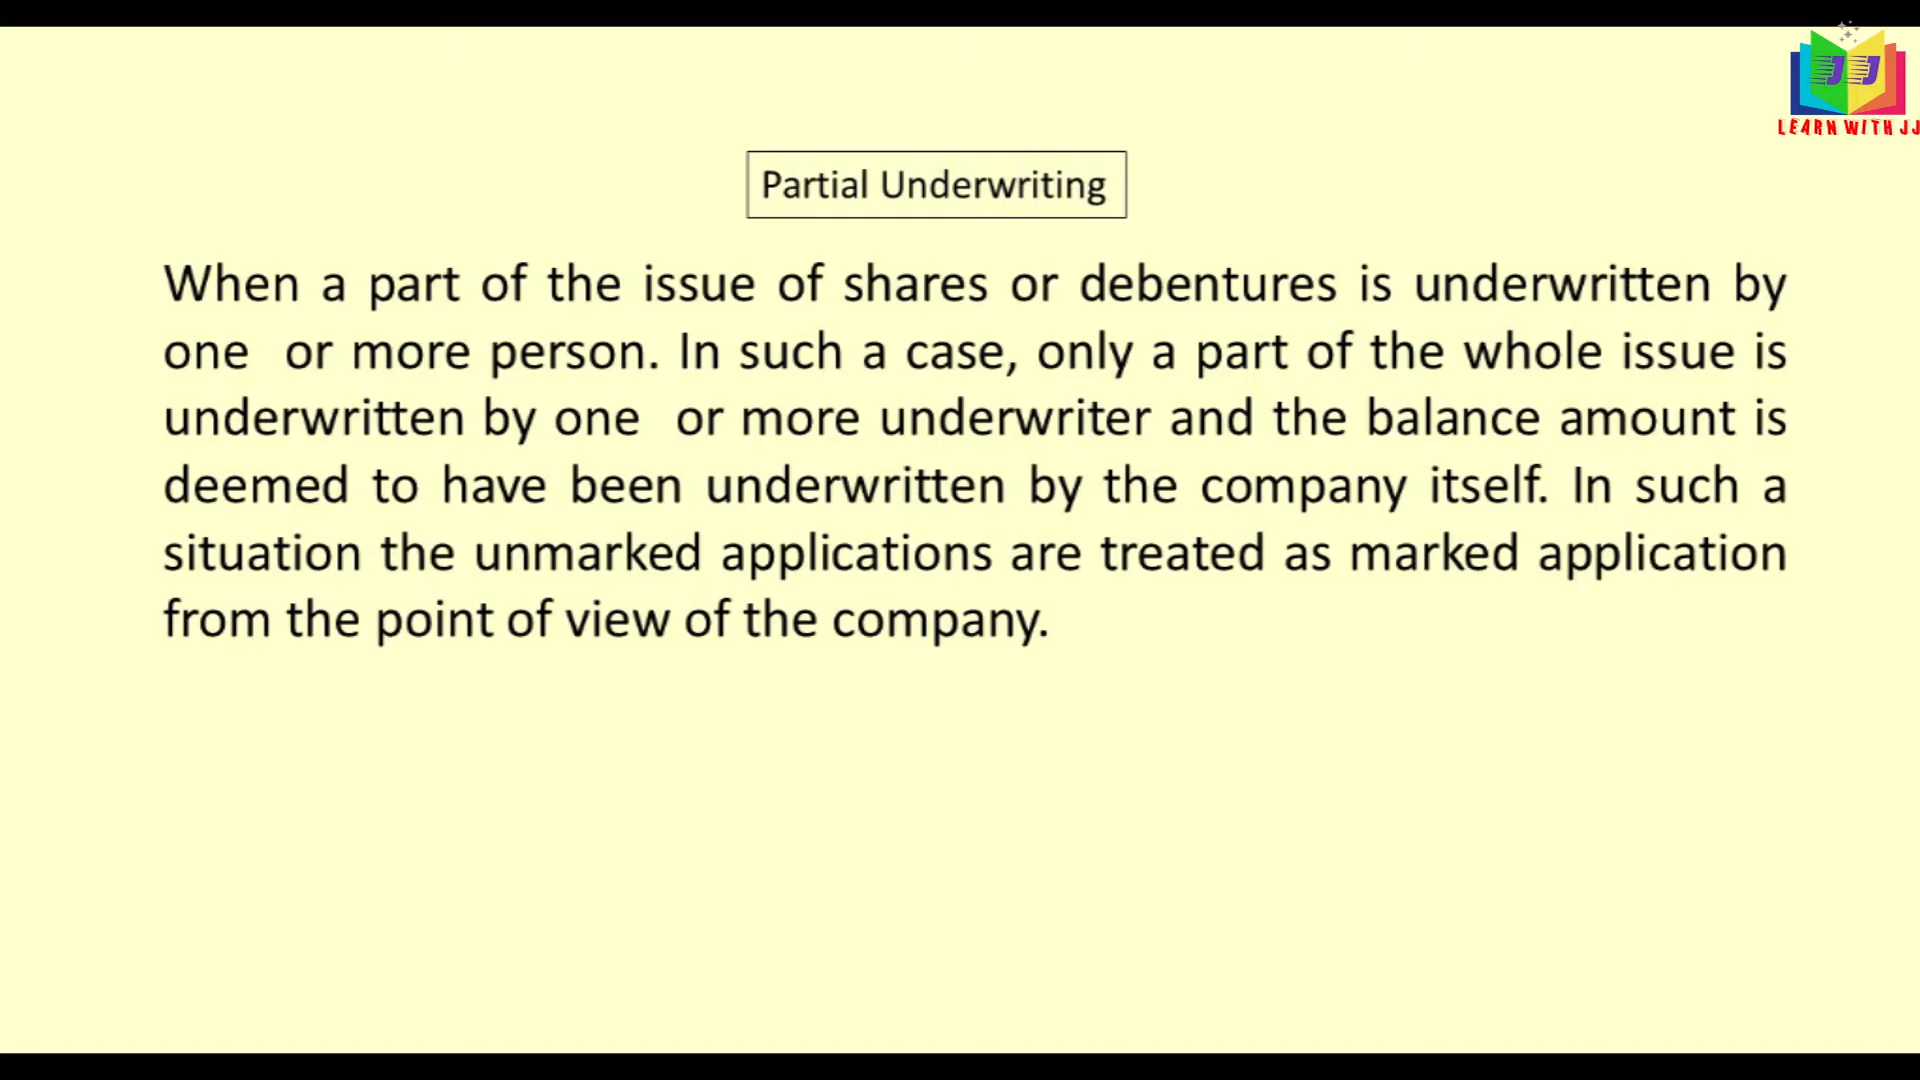 JJ
LEARN WITH JJ
Partial Underwriting
When a part of the issue of shares or debentures is underwritten by
one or more person. In such a case, only a part of the whole issue is
underwritten by one or more underwriter and the balance amount is
deemed to have been underwritten by the company itself. In such a
situation the unmarked applications are treated as marked application
from the point of view of the company.